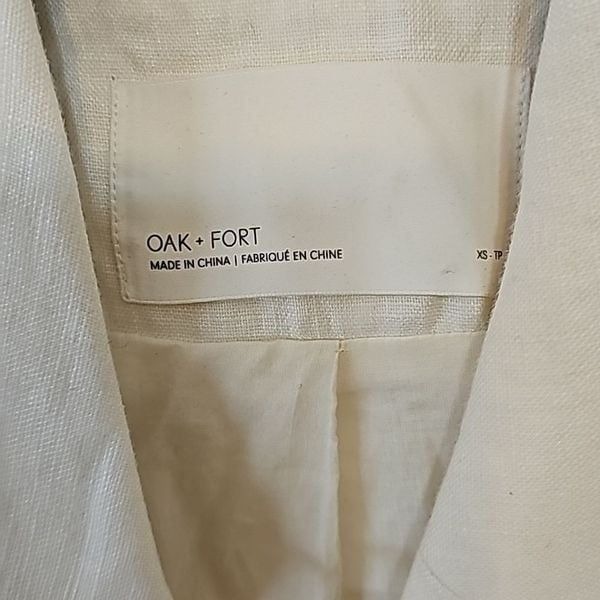 OAK + FORT
MADE IN CHINA | FABRIQUÉ EN CHINE
XS - TP